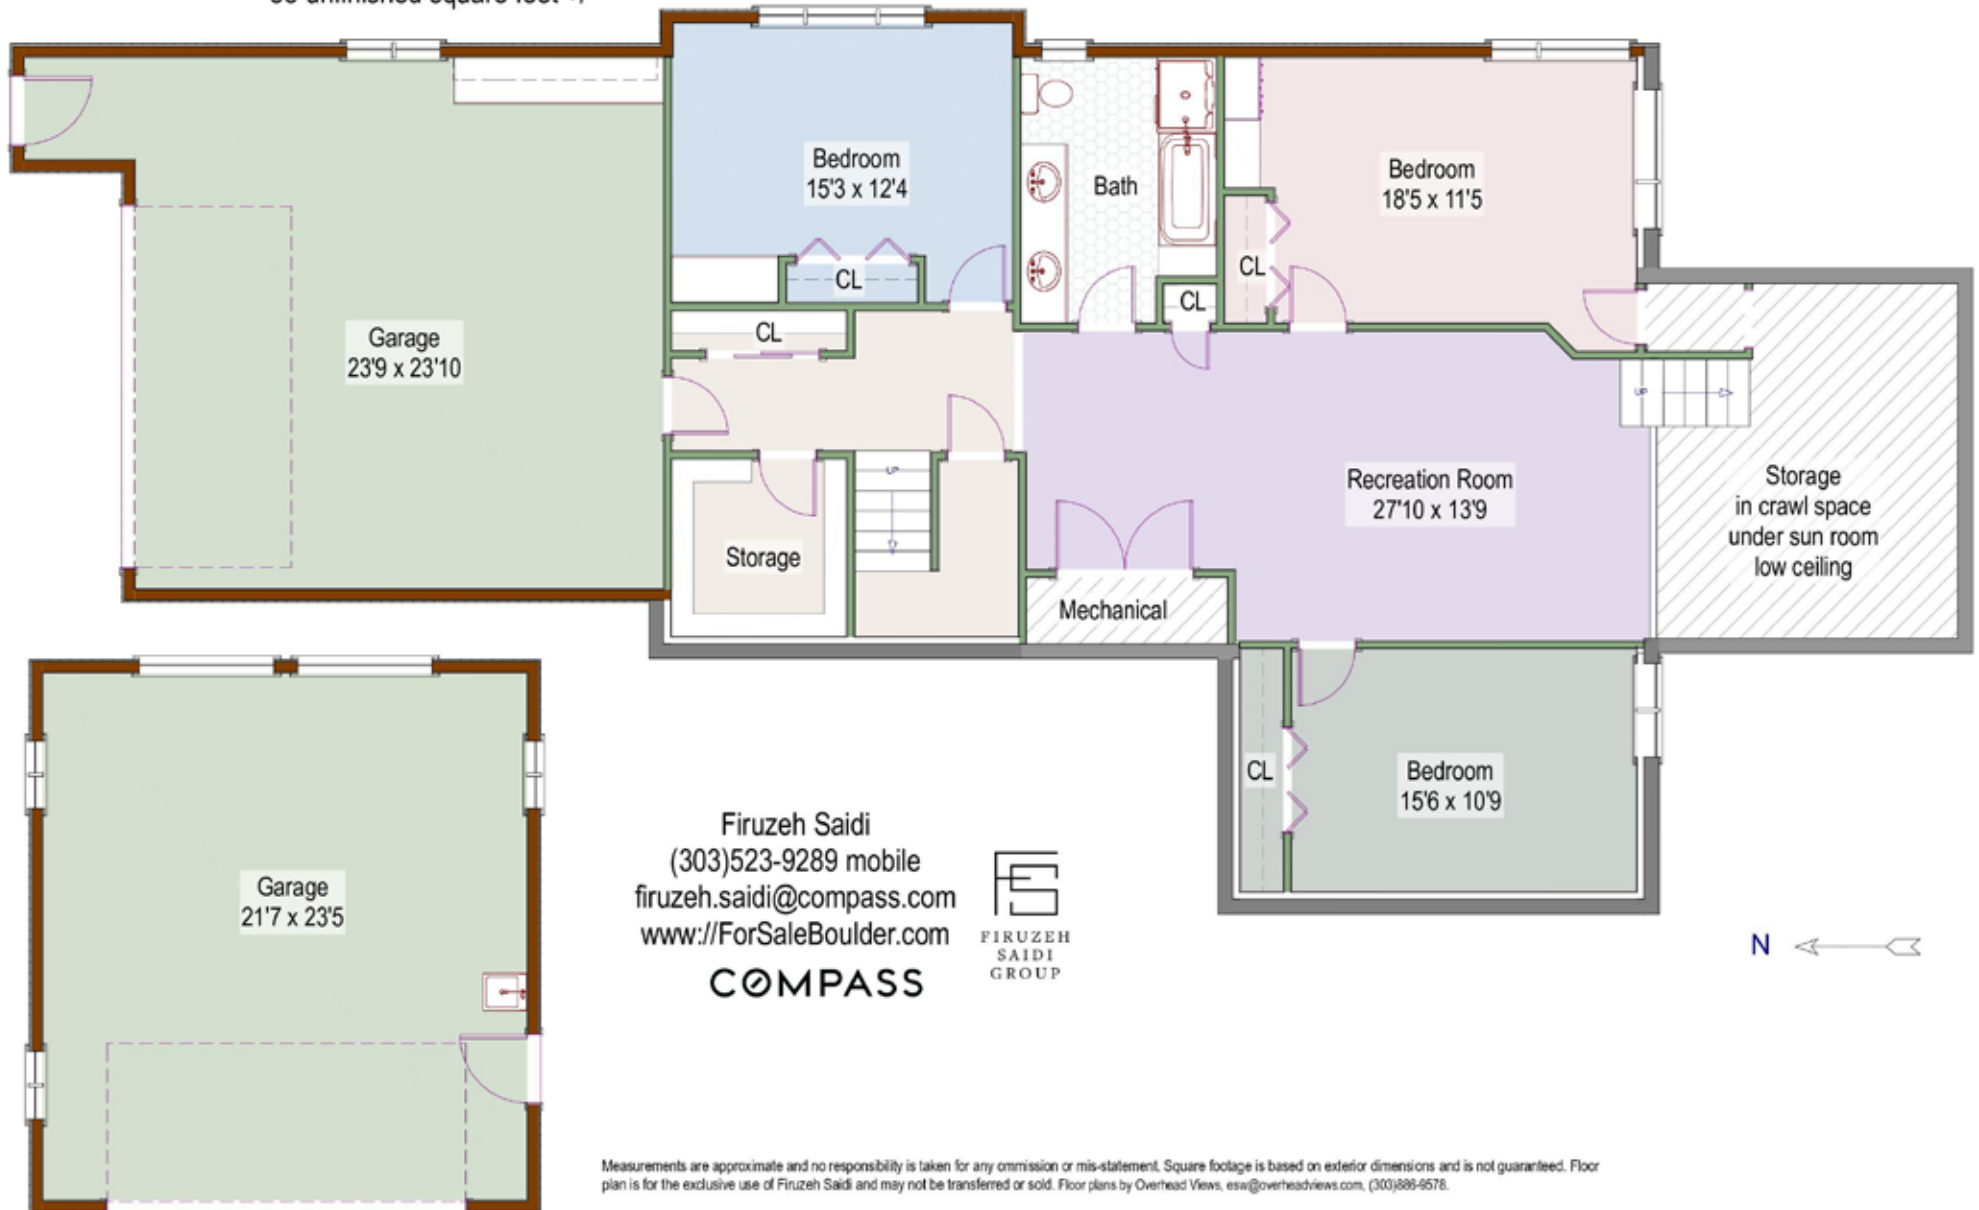 Bedroom
15'3 x 12'4
Bath
Bedroom
18'5 x 11'5
CL
CL
CL
CL
Garage
23'9 x 23'10
Storage
Recreation Room
27'10 x 13'9
Storage
in crawl space
under sun room
low ceiling
Mechanical
CL
Bedroom
15'6 x 10'9
Garage
21'7 x 23'5
Firuzeh Saidi
(303)523-9289 mobile
firuzeh.saidi@compass.com
www://ForSaleBoulder.com
COMPASS
FS
FIRUZEH
SAIDI
GROUP
N
Measurements are approximate and no responsibility is taken for any ommission or mis-statement. Square footage is based on exterior dimensions and is not guaranteed. Floor
plan is for the exclusive use of Firuzeh Saidi and may not be transferred or sold. Floor plans by Overhead Views, esw@overheadviews.com, (303)886-9578.